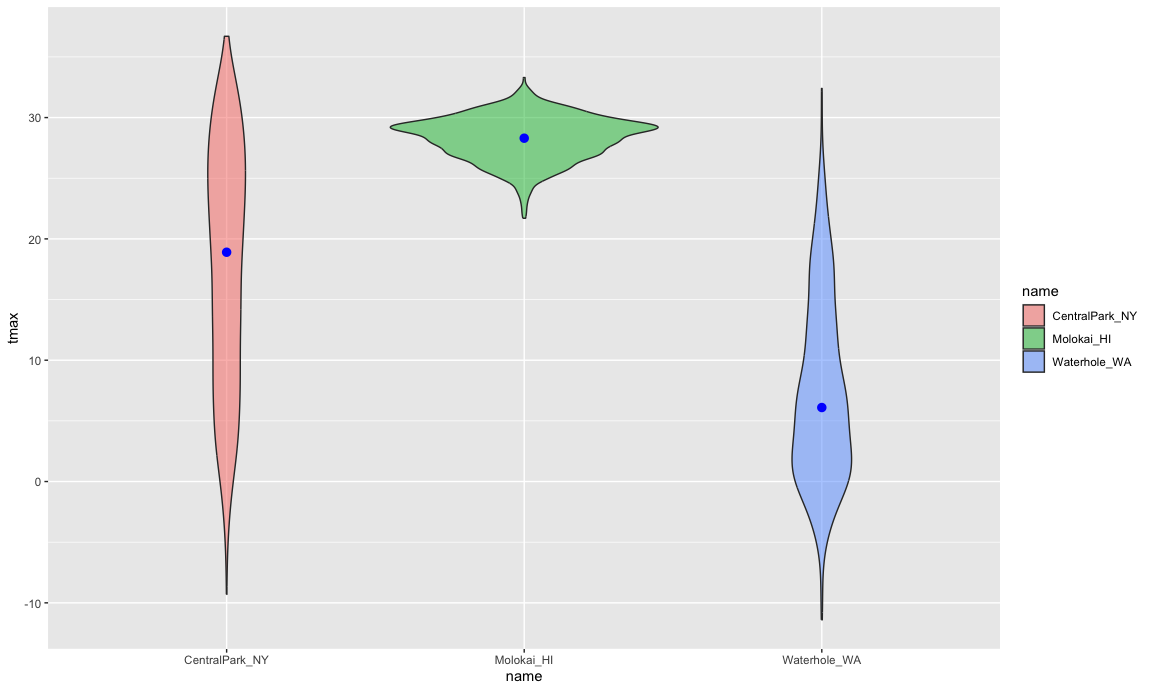 tmax
30
20
10
0
-10
CentralPark_NY
Molokai_HI
Waterhole_WA
name
name
CentralPark_NY
Molokai_HI
Waterhole_WA